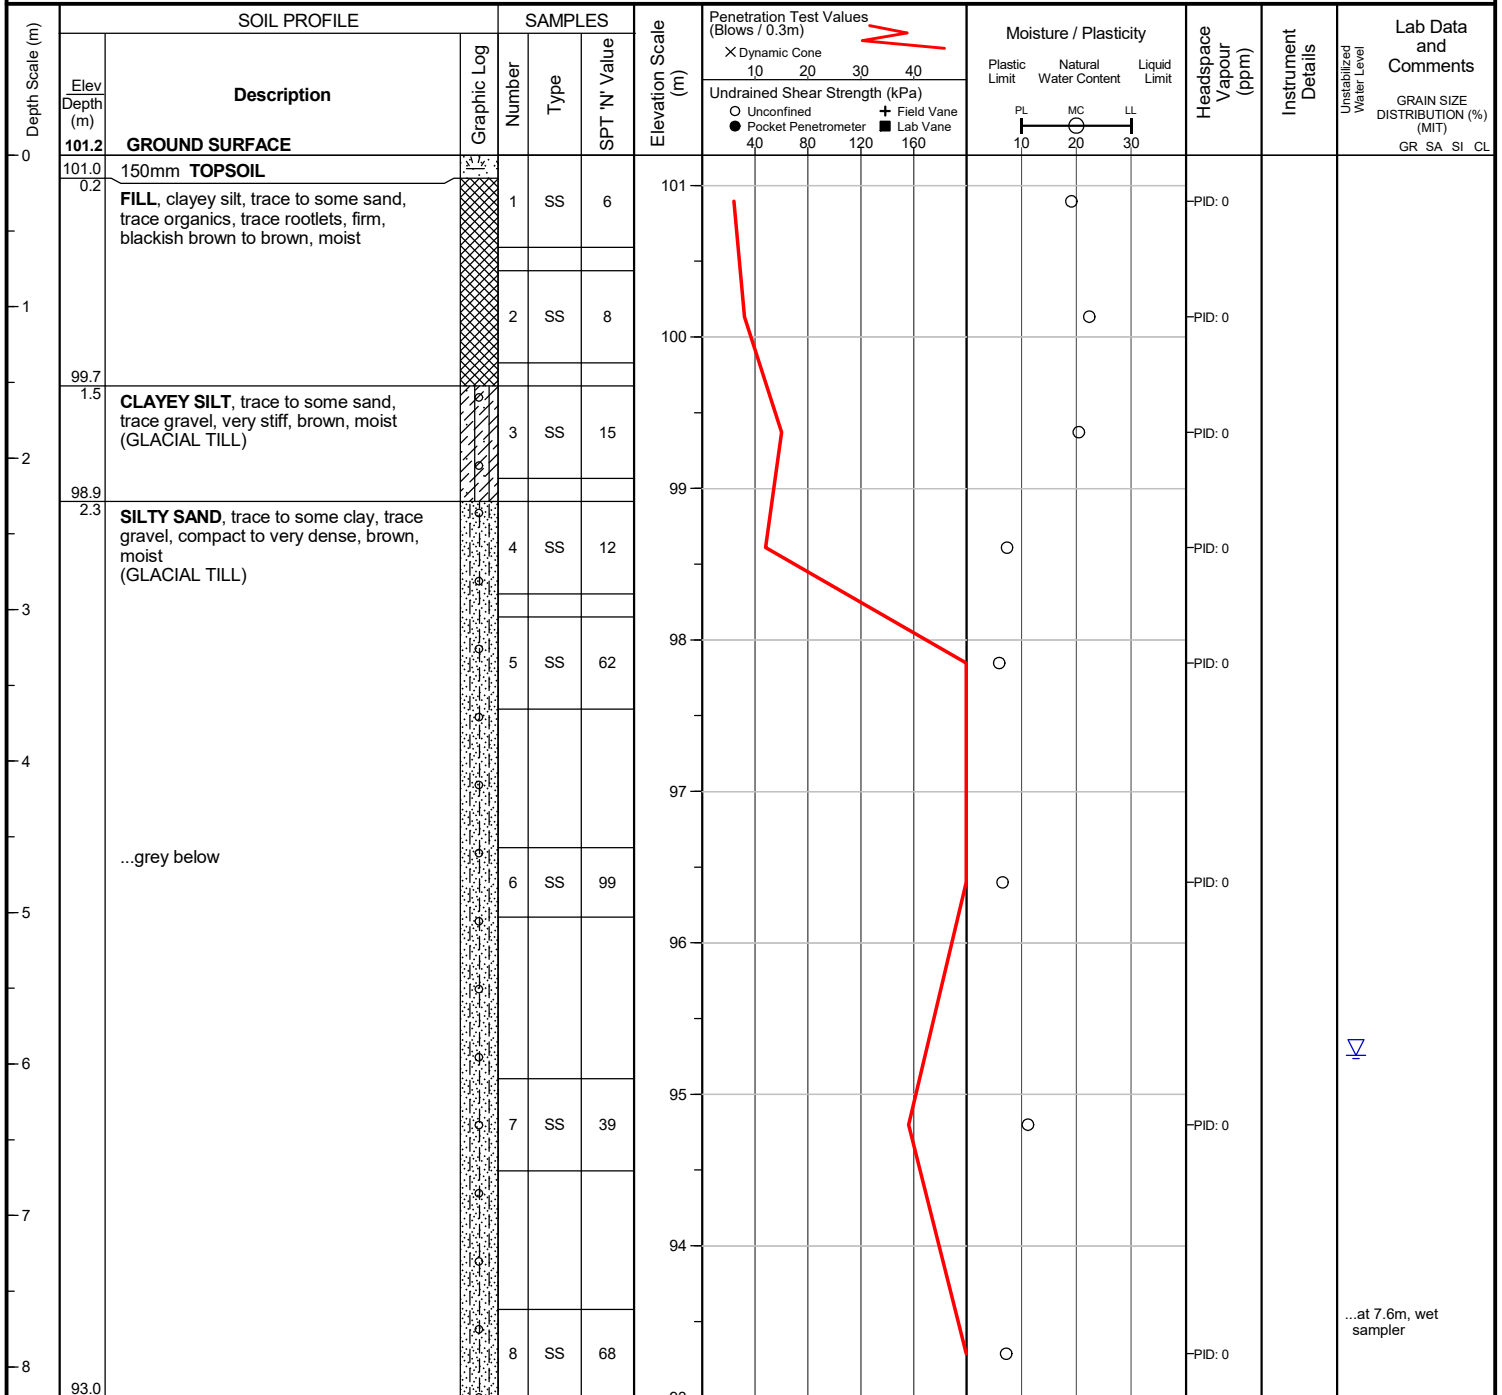 SOIL PROFILE
SAMPLES
Depth Scale (m)
Elev
Depth
(m)
Description
Graphic Log
Number
Type
SPT 'N' Value
Elevation Scale
(m)
Penetration Test Values
(Blows / 0.3m)
X Dynamic Cone
10 20 30 40
Undrained Shear Strength (kPa)
Unconfined
Field Vane
Pocket Penetrometer
Lab Vane
40 80 120 160
Moisture / Plasticity
Plastic
Limit
Natural
Water Content
Liquid
Limit
PL MC LL
10 20 30
Headspace
Vapour
(ppm)
Instrument
Details
Unstabilized
Water Level
Lab Data
and
Comments
GRAIN SIZE
DISTRIBUTION (%)
(MIT)
GR SA SI CL
101.2 GROUND SURFACE
0
101.0 150mm TOPSOIL
0.2
FILL, clayey silt, trace to some sand,
trace organics, trace rootlets, firm,
blackish brown to brown, moist
1 SS 6
101
PID: 0
1
2 SS 8
100
PID: 0
99.7
1.5
CLAYEY SILT, trace to some sand,
trace gravel, very stiff, brown, moist
(GLACIAL TILL)
3 SS 15
PID: 0
2
99
98.9
2.3
SILTY SAND, trace to some clay, trace
gravel, compact to very dense, brown,
moist
(GLACIAL TILL)
4 SS 12
PID: 0
3
98
5 SS 62
PID: 0
4
97
...grey below
6 SS 99
PID: 0
5
96
6
95
7 SS 39
PID: 0
7
94
...at 7.6m, wet
sampler
8 SS 68
PID: 0
8
93.0